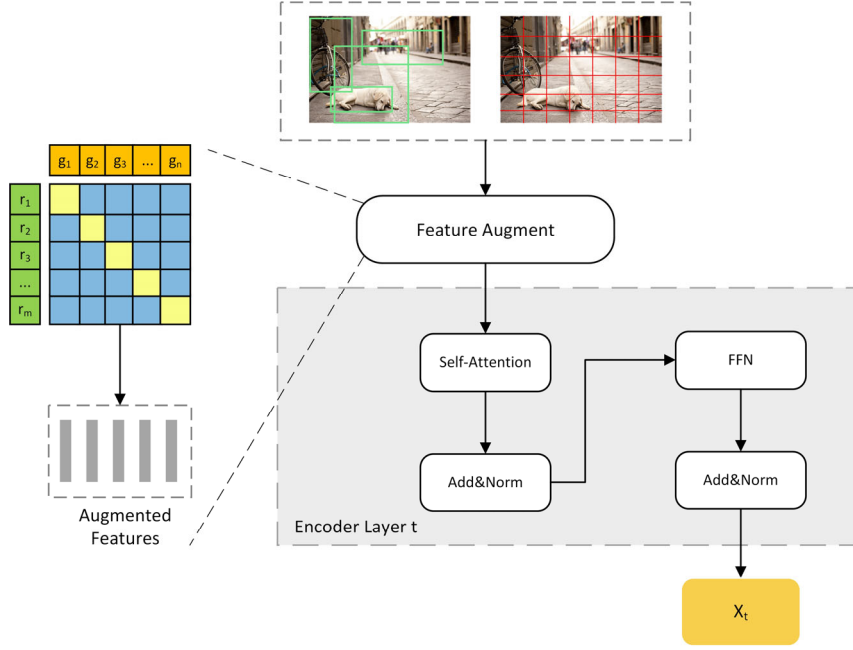 g₁ g₂ g₃ ... gₙ
r₁
r₂
r₃
...
rₘ
Augmented
Features
Feature Augment
Self-Attention
Add&Norm
FFN
Add&Norm
Encoder Layer t
Xₜ